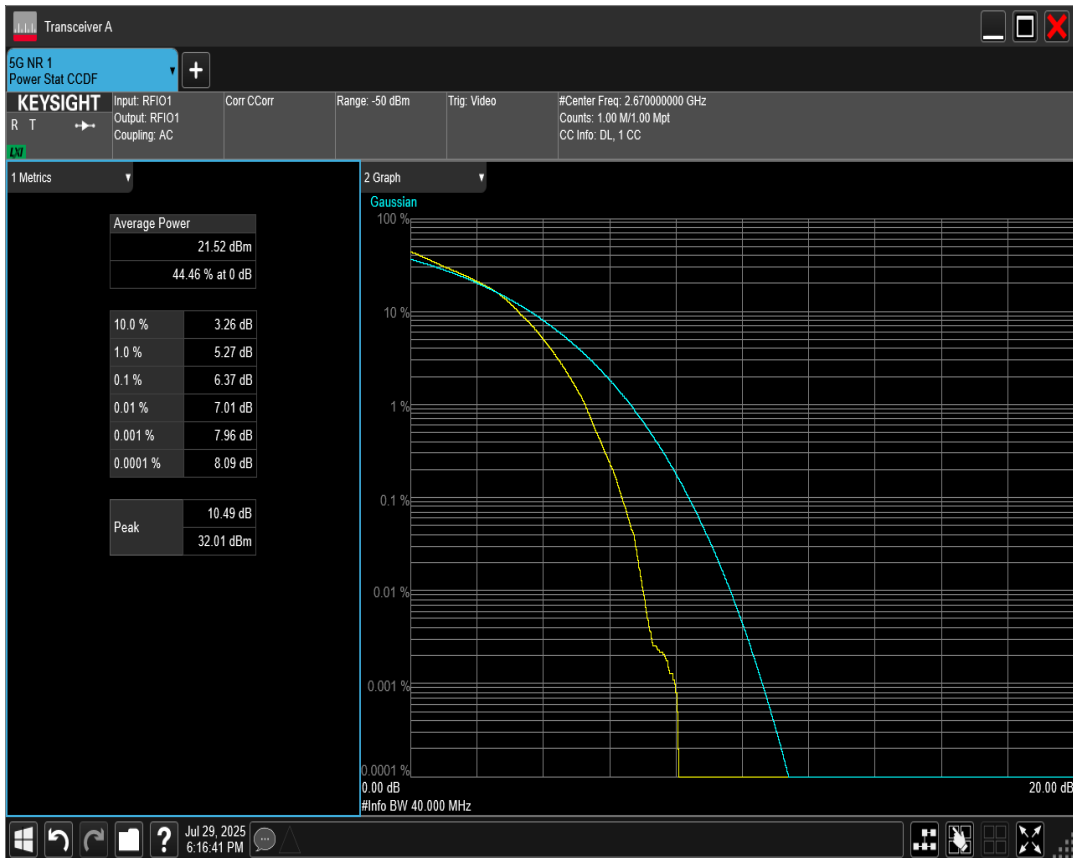 Transceiver A
5G NR 1
Power Stat CCDF
KEYSIGHT
R T
LXI
Input: RFIO1
Output: RFIO1
Coupling: AC
Corr CCorr
Range: -50 dBm
Trig: Video
#Center Freq: 2.670000000 GHz
Counts: 1.00 M/1.00 Mpt
CC Info: DL, 1 CC
1 Metrics
Average Power
21.52 dBm
44.46 % at 0 dB
10.0 % 3.26 dB
1.0 % 5.27 dB
0.1 % 6.37 dB
0.01 % 7.01 dB
0.001 % 7.96 dB
0.0001 % 8.09 dB
Peak
10.49 dB
32.01 dBm
2 Graph
Gaussian
100 %
10 %
1 %
0.1 %
0.01 %
0.001 %
0.0001 %
0.00 dB 20.00 dB
#Info BW 40.000 MHz
?
Jul 29, 2025
6:16:41 PM